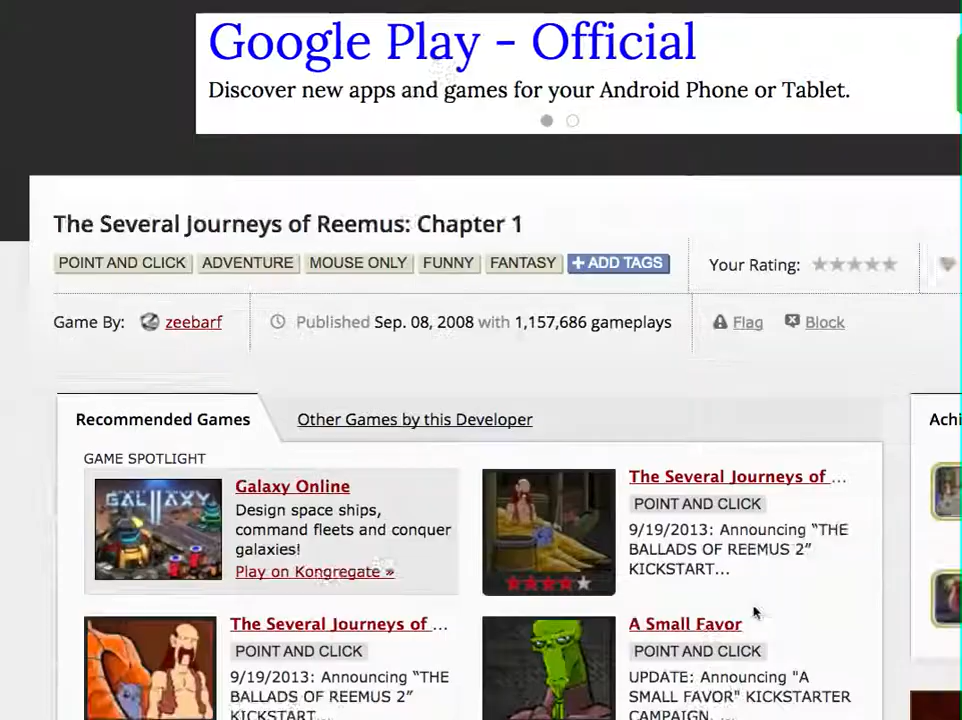 Google Play - Official
Discover new apps and games for your Android Phone or Tablet.
The Several Journeys of Reemus: Chapter 1
POINT AND CLICK ADVENTURE MOUSE ONLY FUNNY FANTASY + ADD TAGS
Your Rating:
Game By: zeebarf
Published Sep. 08, 2008 with 1,157,686 gameplays
Flag Block
Recommended Games
Other Games by this Developer
Achi
GAME SPOTLIGHT
GALAXY
II
Galaxy Online
Design space ships,
command fleets and conquer
galaxies!
Play on Kongregate »
The Several Journeys of ...
POINT AND CLICK
9/19/2013: Announcing “THE
BALLADS OF REEMUS 2”
KICKSTART...
The Several Journeys of ...
POINT AND CLICK
9/19/2013: Announcing “THE
BALLADS OF REEMUS 2”
KICKSTART...
A Small Favor
POINT AND CLICK
UPDATE: Announcing "A
SMALL FAVOR" KICKSTARTER
CAMPAIGN...